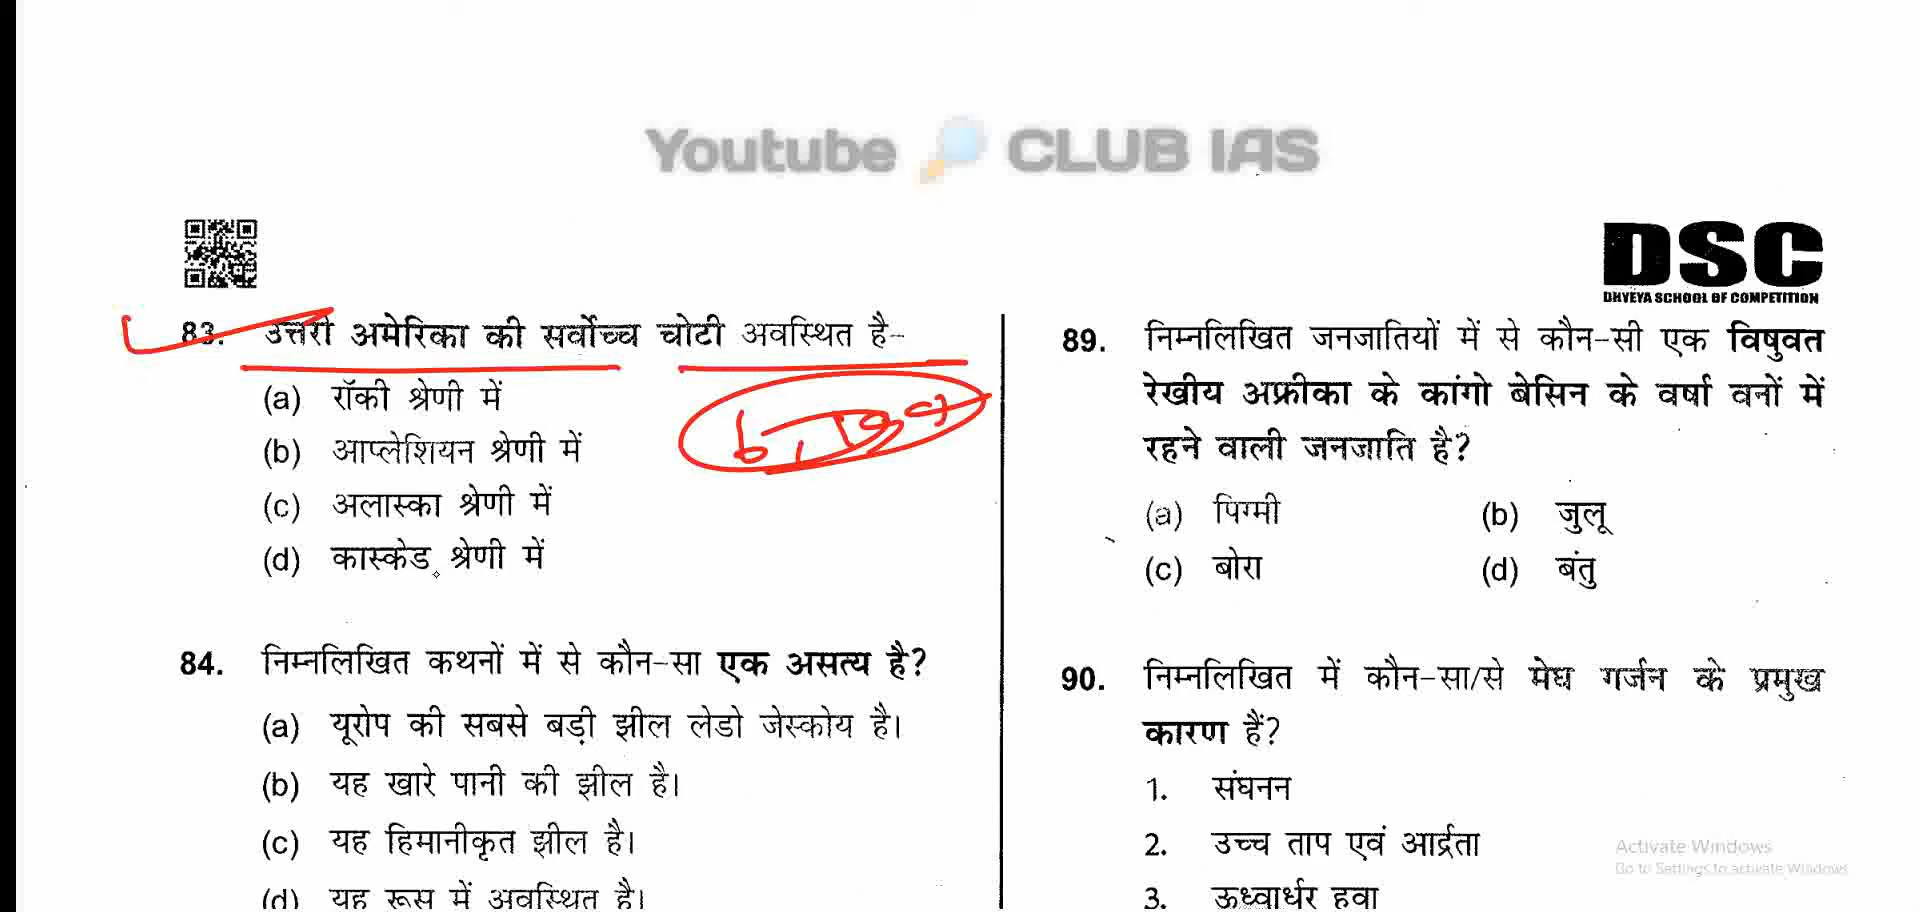 Youtube CLUB IAS
DSC
DHYEYA SCHOOL OF COMPETITION
83. उत्तरी अमेरिका की सर्वोच्च चोटी अवस्थित है-
(a) रॉकी श्रेणी में
(b) आप्लेशियन श्रेणी में
(c) अलास्का श्रेणी में
(d) कास्केड श्रेणी में
84. निम्नलिखित कथनों में से कौन-सा एक असत्य है?
(a) यूरोप की सबसे बड़ी झील लेडो जेस्कोय है।
(b) यह खारे पानी की झील है।
(c) यह हिमानीकृत झील है।
(d) यह रूस में अवस्थित है।
89. निम्नलिखित जनजातियों में से कौन-सी एक विषुवत
रेखीय अफ्रीका के कांगो बेसिन के वर्षा वनों में
रहने वाली जनजाति है?
(a) पिग्मी (b) जुलू
(c) बोरा (d) बंतु
90. निम्नलिखित में कौन-सा/से मेघ गर्जन के प्रमुख
कारण हैं?
1. संघनन
2. उच्च ताप एवं आर्द्रता
3. ऊर्ध्वार्धर हवा
Activate Windows
Go to Settings to activate Windows